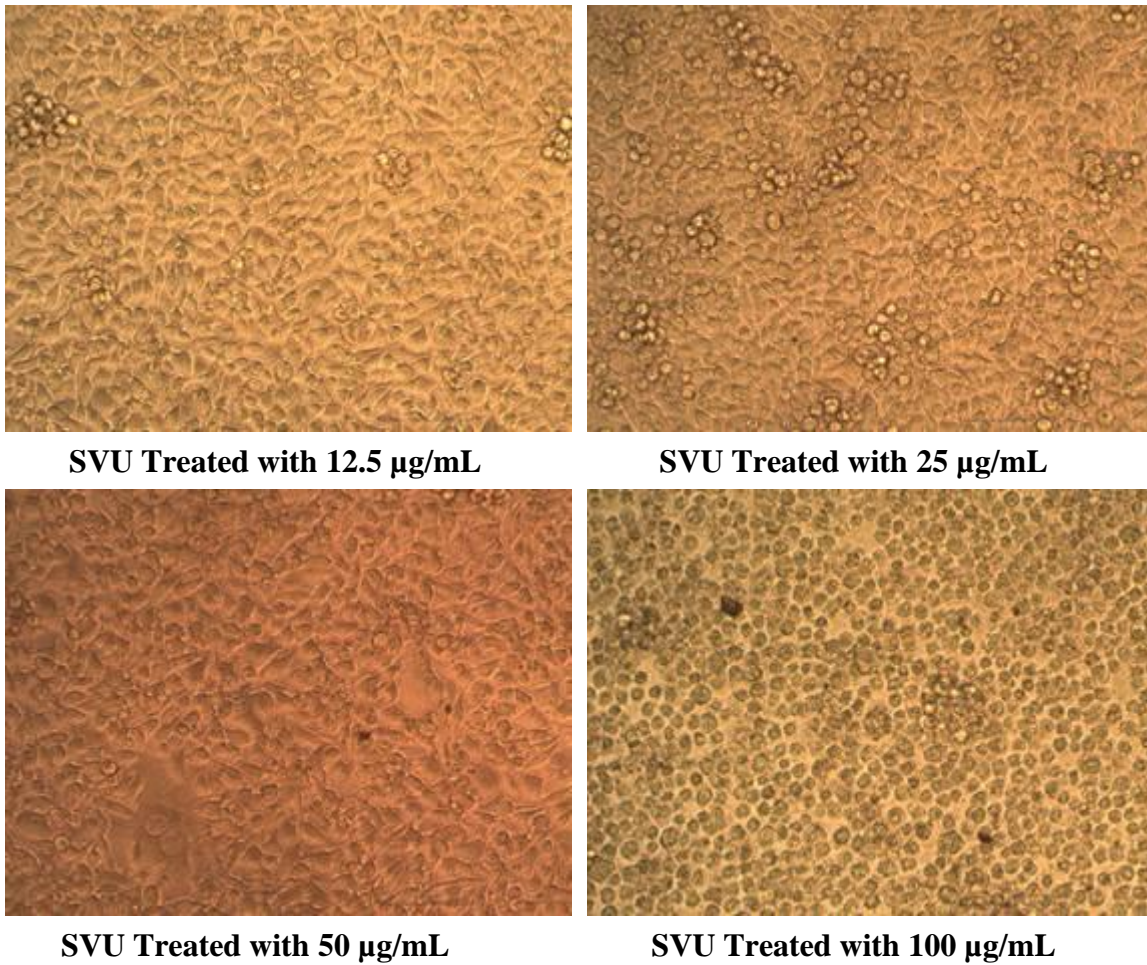 SVU Treated with 12.5 µg/mL
SVU Treated with 25 µg/mL
SVU Treated with 50 µg/mL
SVU Treated with 100 µg/mL